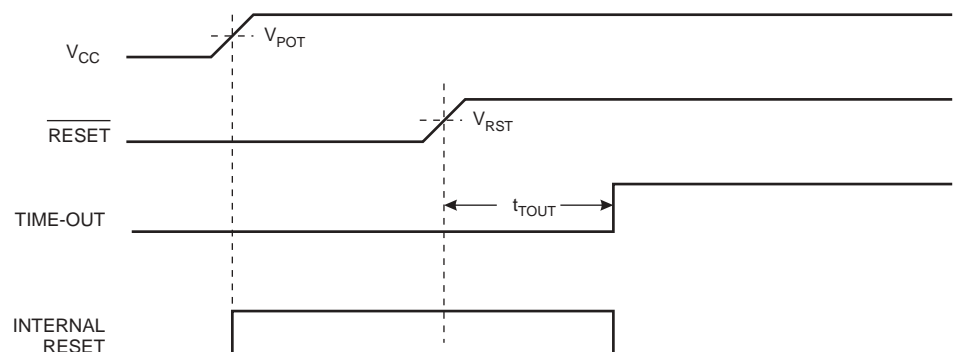 VCC
VPOT
RESET
VRST
TIME-OUT
tTOUT
INTERNAL
RESET